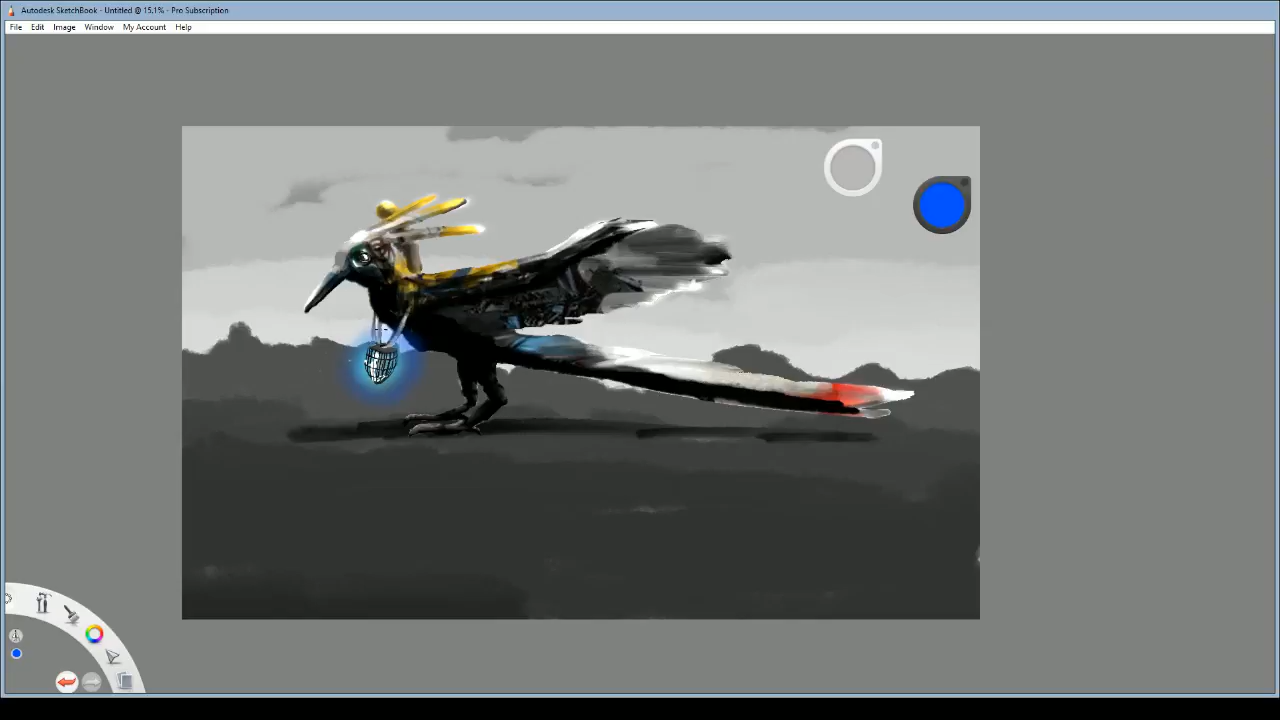 Autodesk SketchBook - Untitled @ 15.1% - Pro Subscription
File Edit Image Window My Account Help